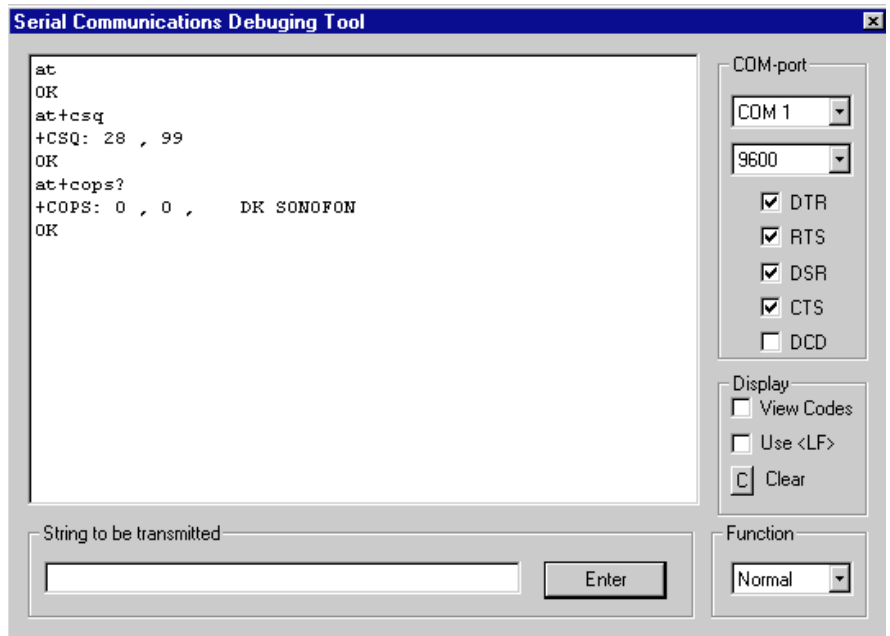 Serial Communications Debuging Tool
at
OK
at+csq
+CSQ: 28 , 99
OK
at+cops?
+COPS: 0 , 0 , DK SONOFON
OK
COM-port
COM 1
9600
DTR
RTS
DSR
CTS
DCD
Display
View Codes
Use <LF>
C Clear
String to be transmitted
Enter
Function
Normal